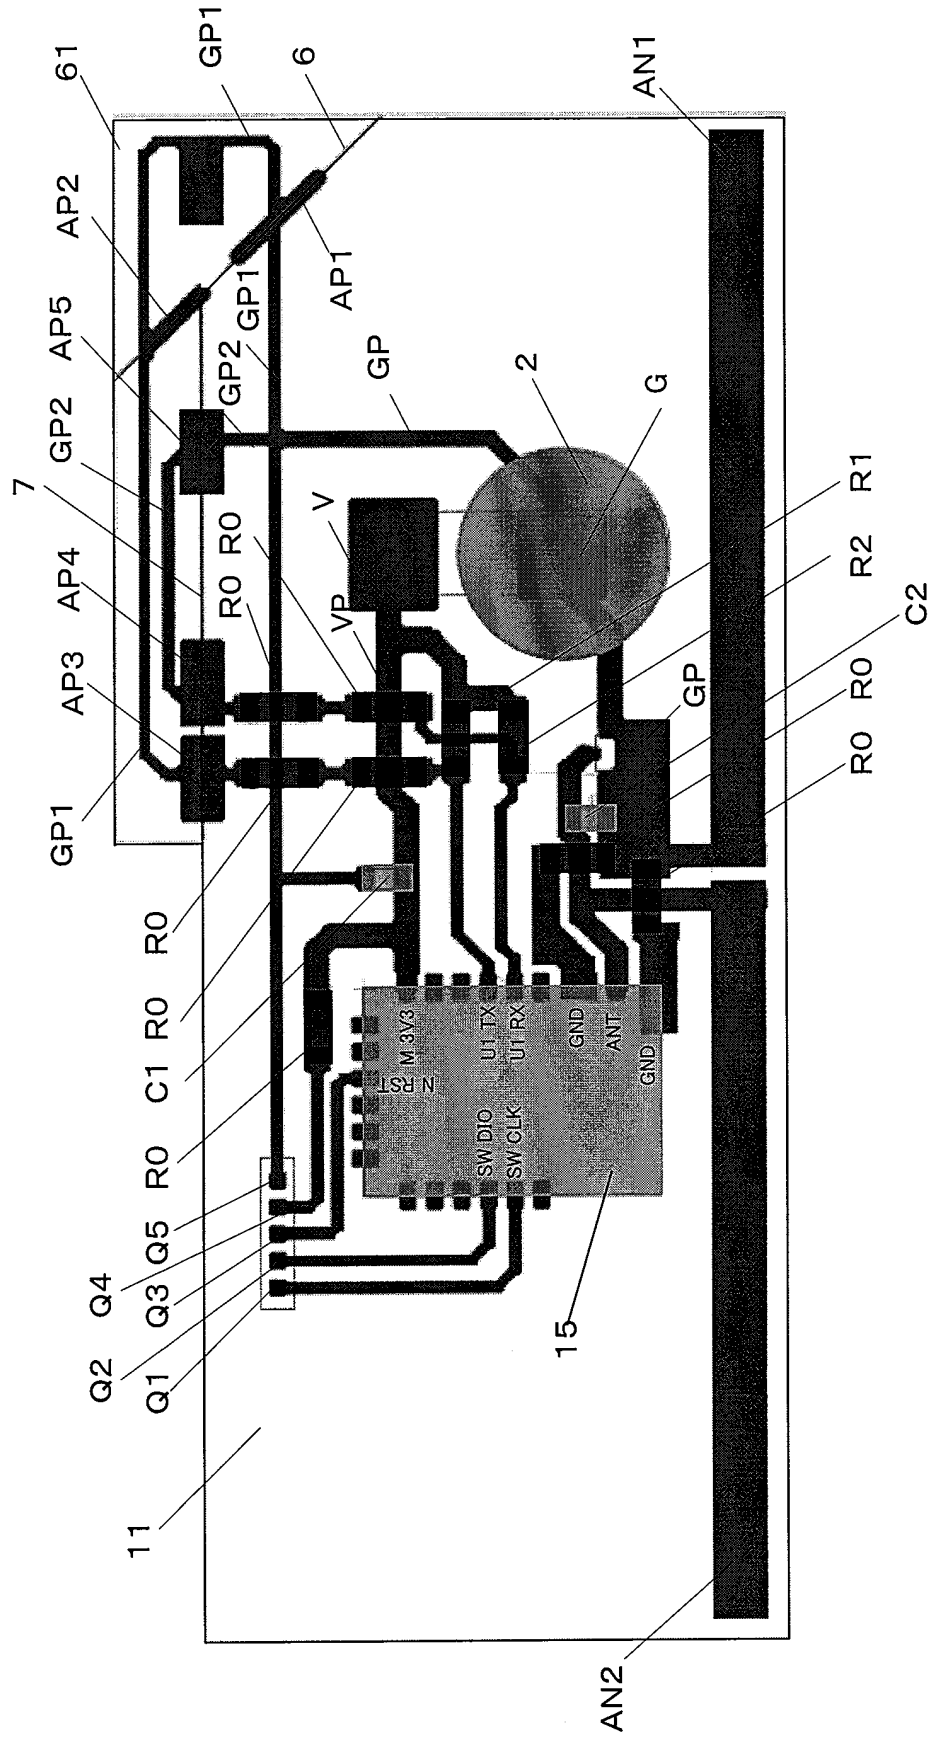 61
GP1
6
AP2
AP5
GP2
7
AP4
AP3
GP1
AP1
GP1
GP2
GP
2
G
V
R0
R0
VP
R1
R2
C2
R0
R0
GP
AN1
R0
R0
C1
R0
Q5
Q4
Q3
Q2
Q1
11
M 3V3
N RST
U1 TX
U1 RX
GND
ANT
GND
SW DIO
SW CLK
15
AN2